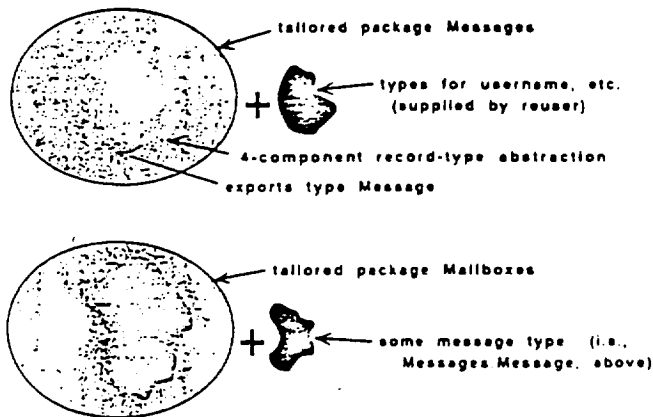 tailored package Messages
+
types for username, etc.
(supplied by reuser)
4-component record-type abstraction
exports type Message
tailored package Mailboxes
+
some message type (i.e.,
Messages.Message, above)